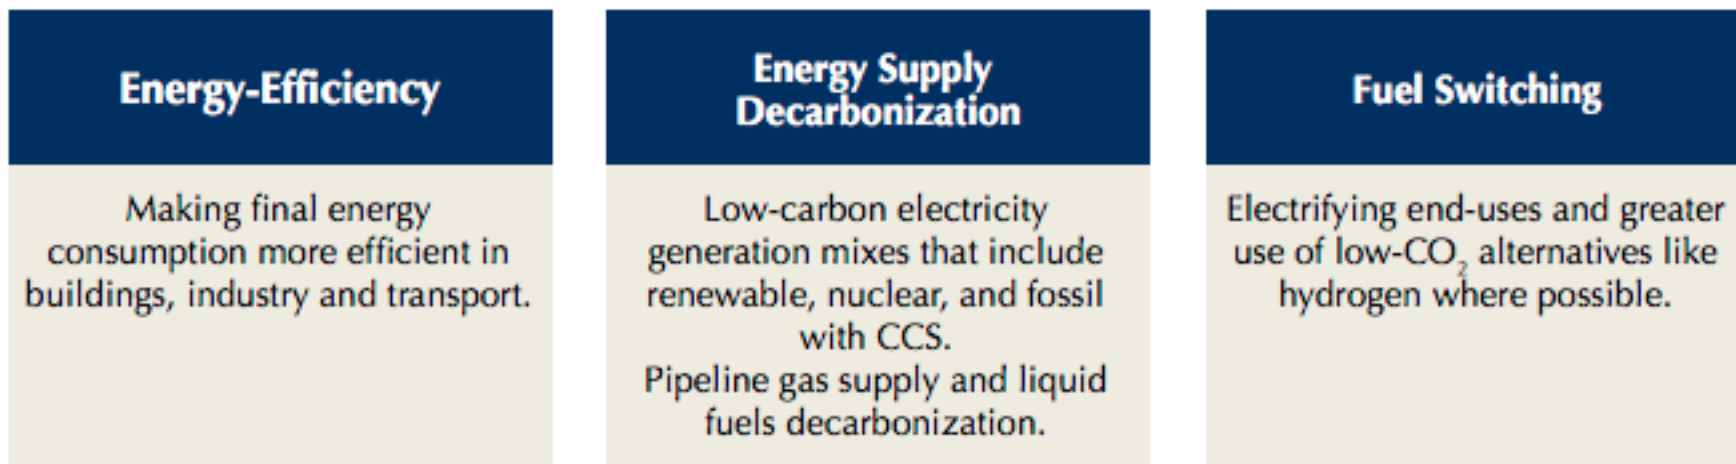 Energy-Efficiency
Making final energy
consumption more efficient in
buildings, industry and transport.
Energy Supply
Decarbonization
Low-carbon electricity
generation mixes that include
renewable, nuclear, and fossil
with CCS.
Pipeline gas supply and liquid
fuels decarbonization.
Fuel Switching
Electrifying end-uses and greater
use of low-CO₂ alternatives like
hydrogen where possible.